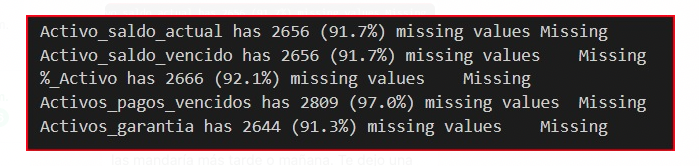 Activo_saldo_actual has 2656 (91.7%) missing values Missing
Activo_saldo_vencido has 2656 (91.7%) missing values Missing
%_Activo has 2666 (92.1%) missing values Missing
Activos_pagos_vencidos has 2809 (97.0%) missing values Missing
Activos_garantia has 2644 (91.3%) missing values Missing
las mandaría más tarde o mañana. Te dejo una